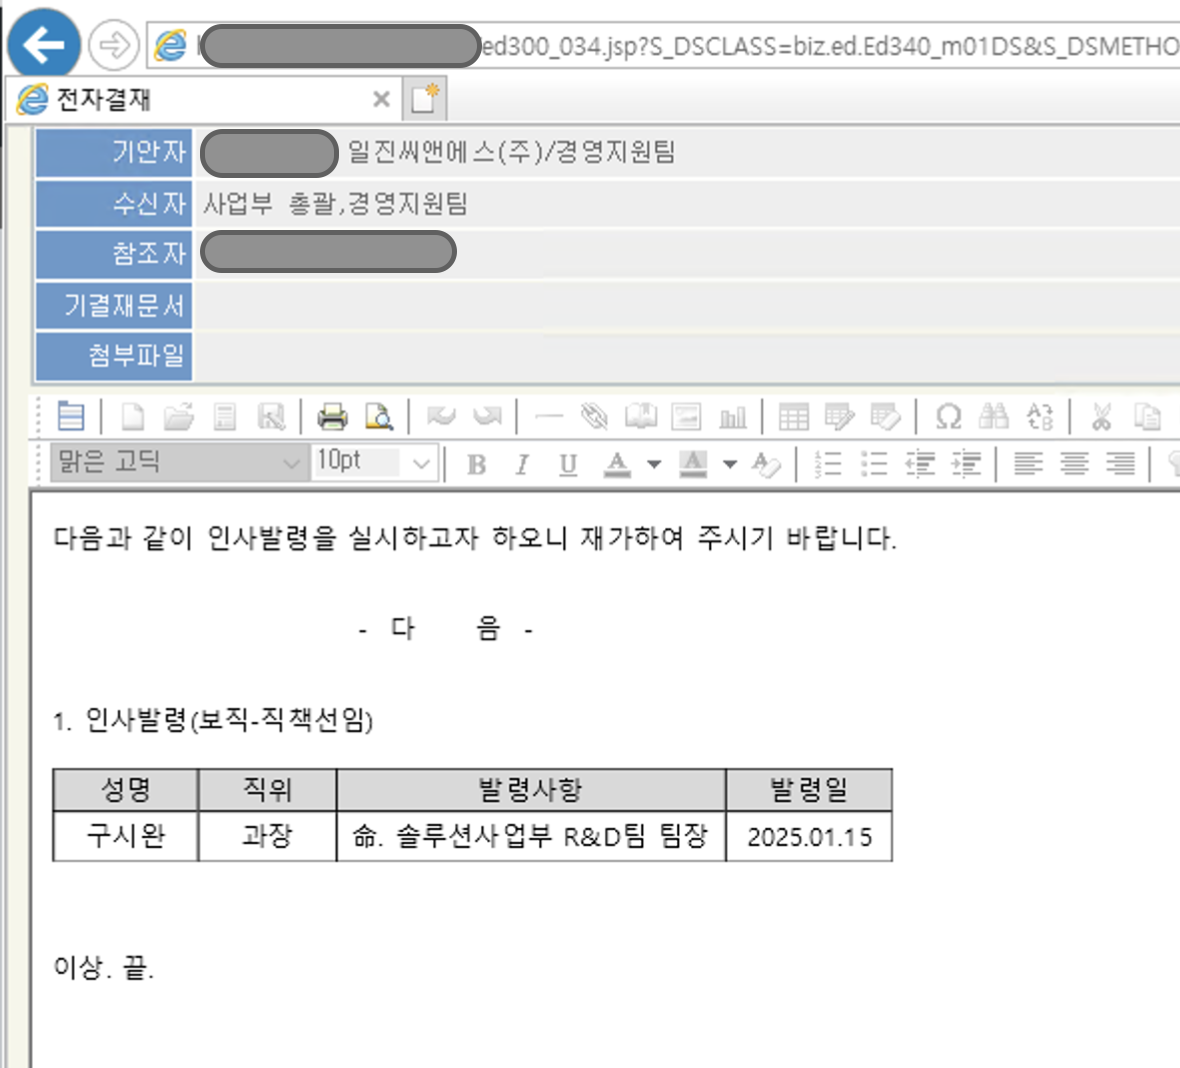 ed300_034.jsp?S_DSCLASS=biz.ed.Ed340_m01DS&S_DSMETHO
전자결재
기안자 일진씨앤에스(주)/경영지원팀
수신자 사업부 총괄,경영지원팀
참조자
기결재문서
첨부파일
맑은 고딕 10pt
다음과 같이 인사발령을 실시하고자 하오니 재가하여 주시기 바랍니다.
- 다 음 -
1. 인사발령(보직-직책선임)
성명 직위 발령사항 발령일
구시완 과장 命. 솔루션사업부 R&D팀 팀장 2025.01.15
이상. 끝.